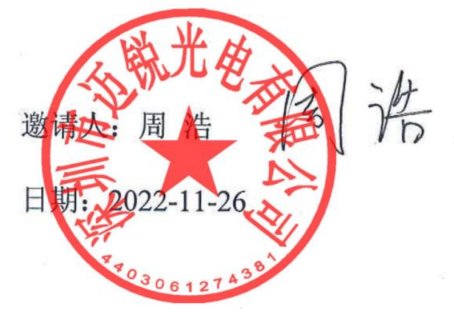 深圳市迈锐光电有限公司
邀请人：周 浩
周浩
日期：2022-11-26
4403061274381